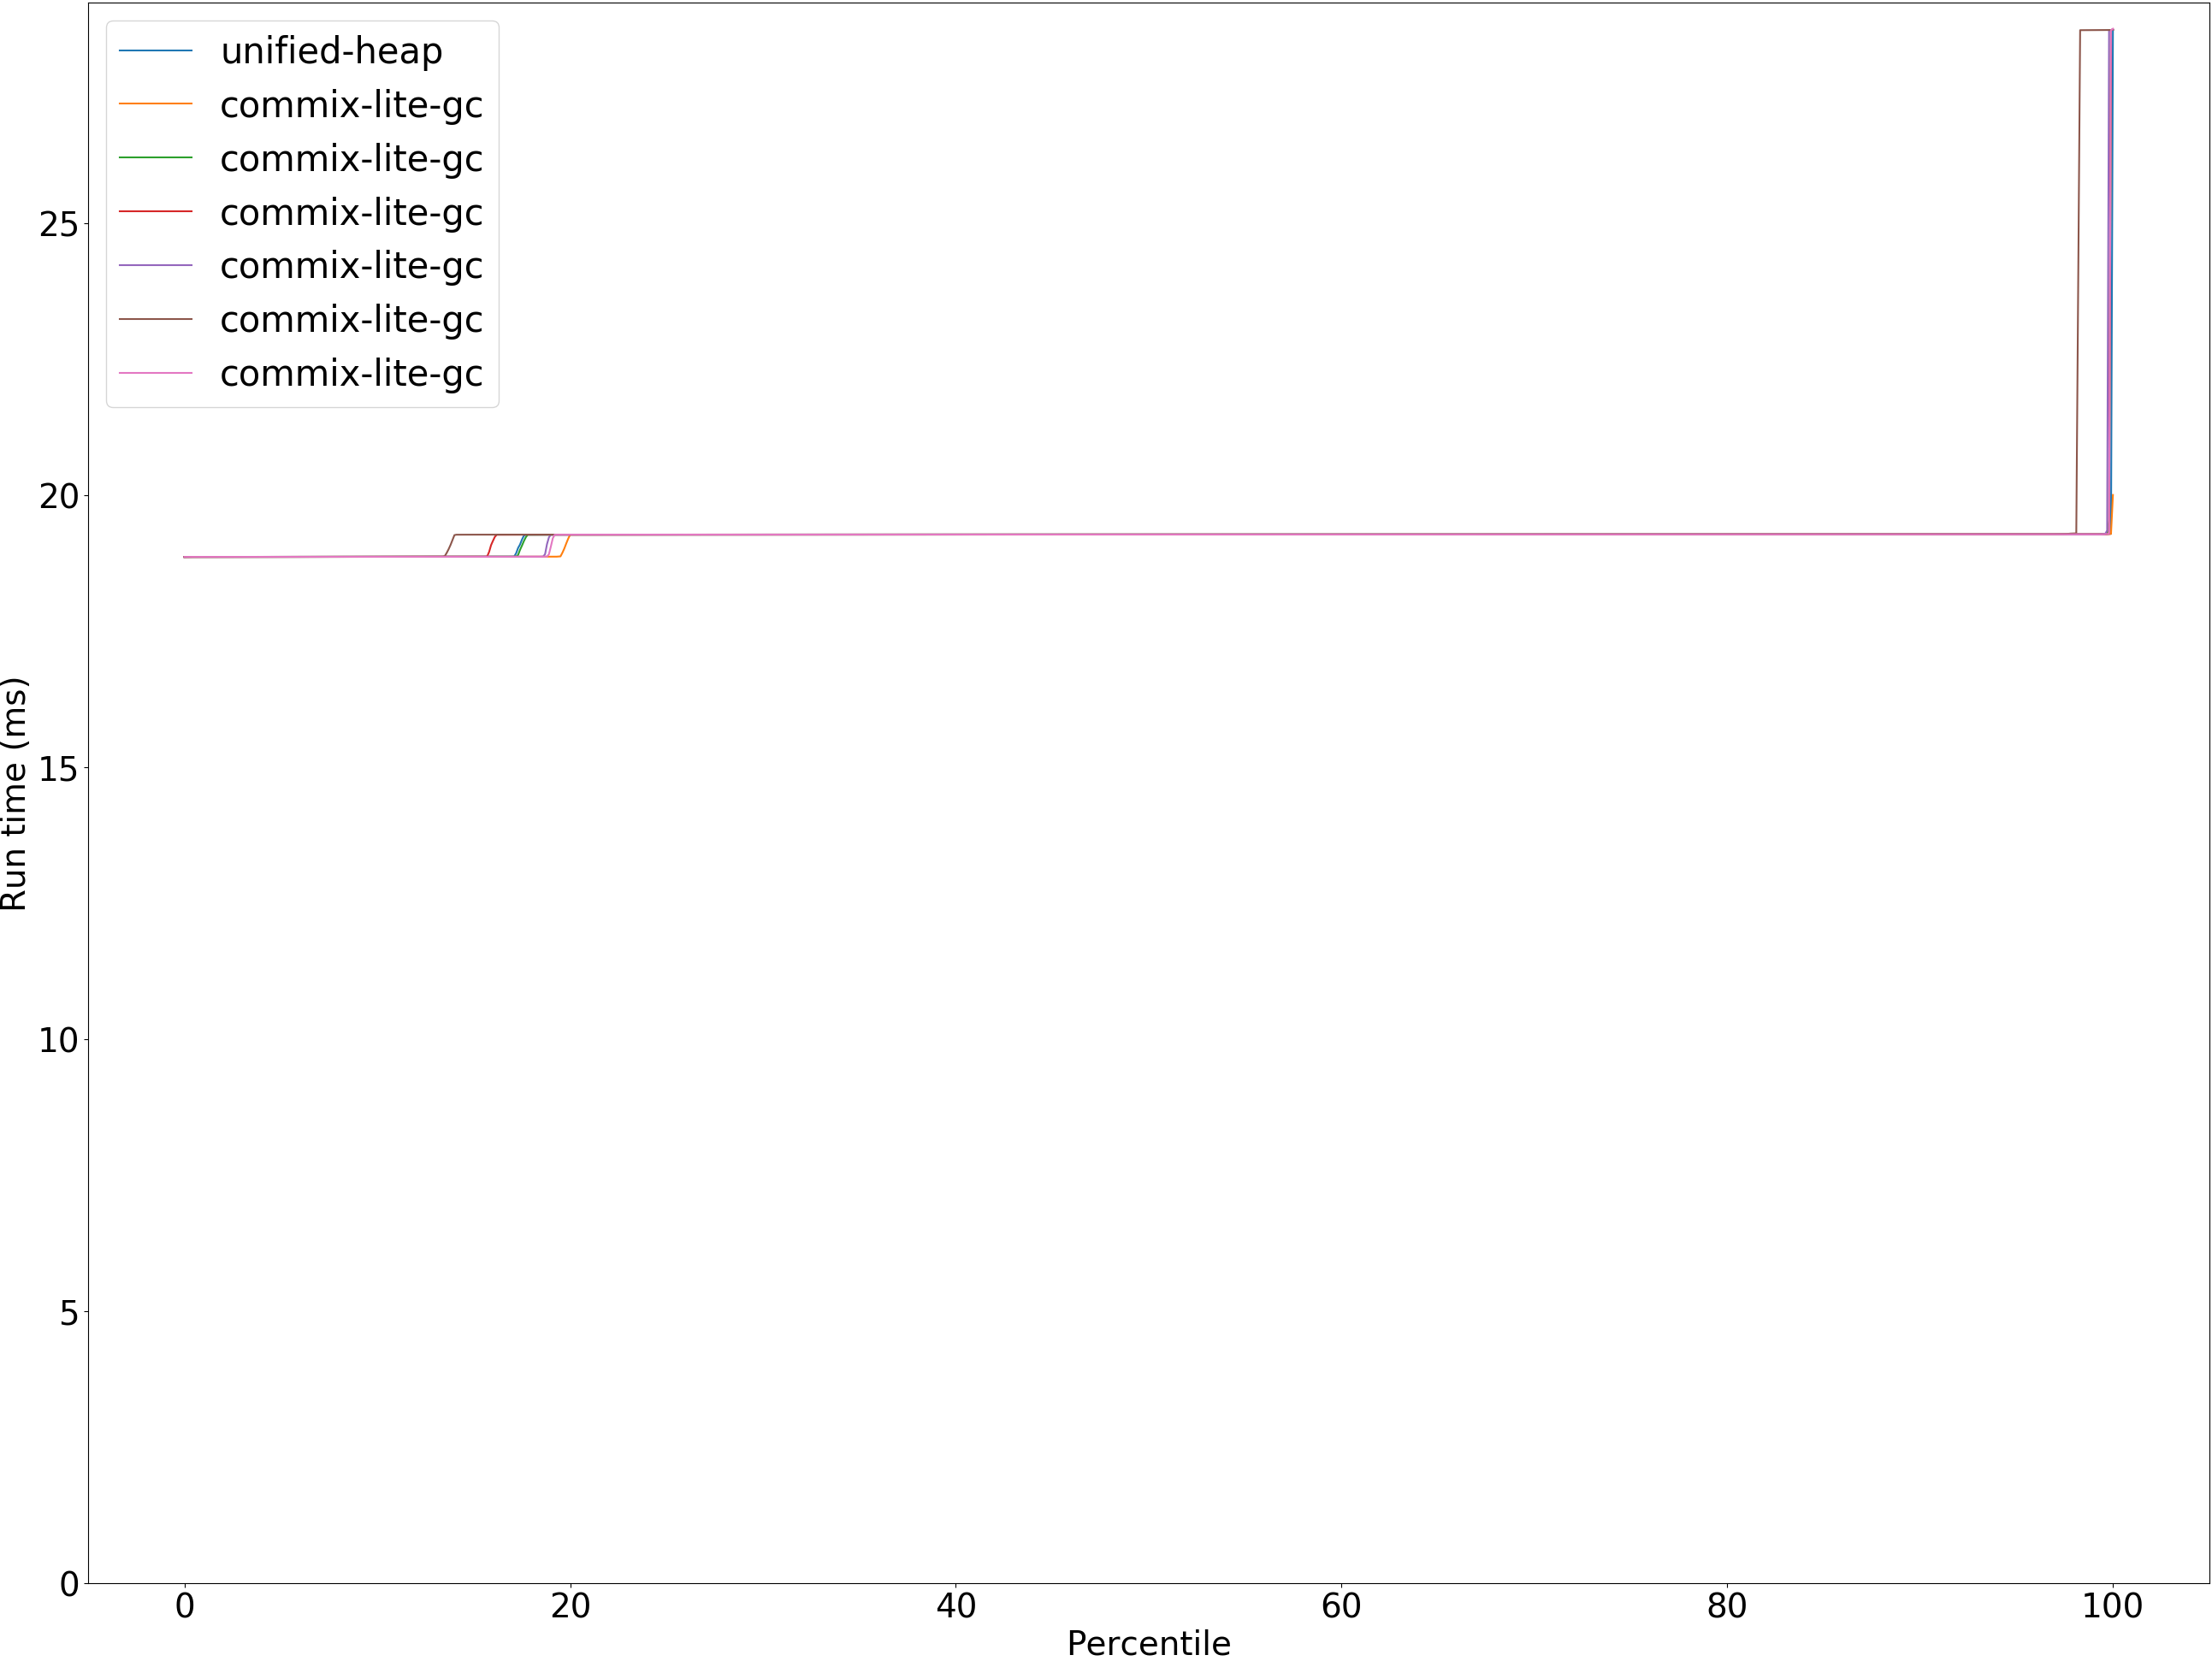 unified-heap
commix-lite-gc
commix-lite-gc
commix-lite-gc
commix-lite-gc
commix-lite-gc
commix-lite-gc
Run time (ms)
25
20
15
10
5
0
0 20 40 60 80 100
Percentile